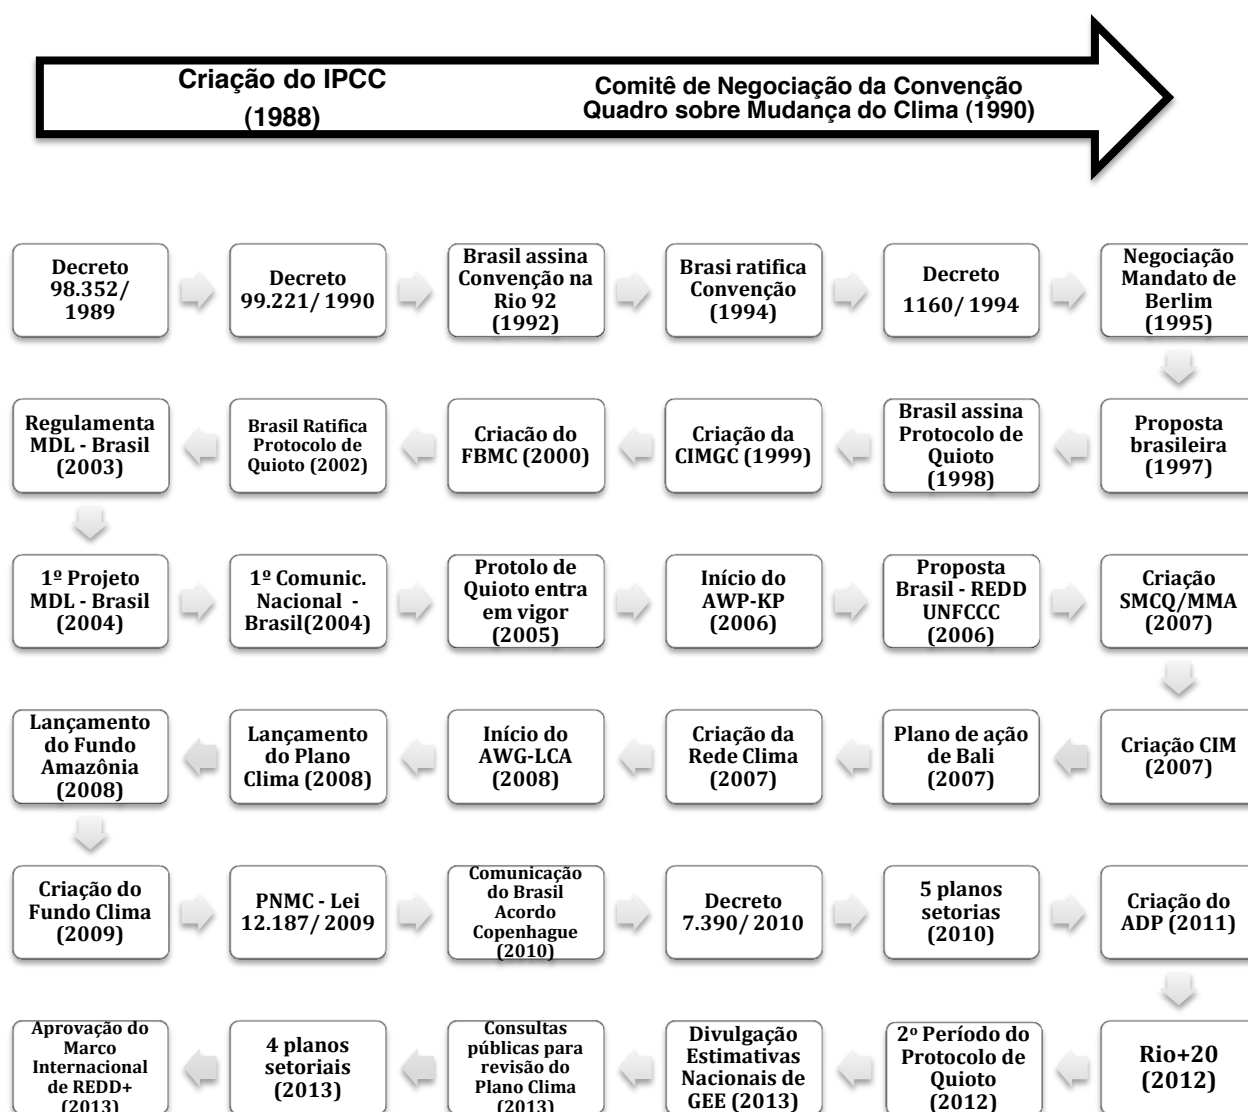 Criação do IPCC
(1988)
Comitê de Negociação da Convenção
Quadro sobre Mudança do Clima (1990)
Decreto
98.352/
1989
Decreto
99.221/ 1990
Brasil assina
Convenção na
Rio 92
(1992)
Brasi ratifica
Convenção
(1994)
Decreto
1160/ 1994
Negociação
Mandato de
Berlim
(1995)
Proposta
brasileira
(1997)
Brasil assina
Protocolo de
Quioto
(1998)
Criação da
CIMGC (1999)
Criacão do
FBMC (2000)
Brasil Ratifica
Protocolo de
Quioto (2002)
Regulamenta
MDL - Brasil
(2003)
1º Projeto
MDL - Brasil
(2004)
1º Comunic.
Nacional -
Brasil(2004)
Protolo de
Quioto entra
em vigor
(2005)
Início do
AWP-KP
(2006)
Proposta
Brasil - REDD
UNFCCC
(2006)
Criação
SMCQ/MMA
(2007)
Criação CIM
(2007)
Plano de ação
de Bali
(2007)
Criação da
Rede Clima
(2007)
Início do
AWG-LCA
(2008)
Lançamento
do Plano
Clima (2008)
Lançamento
do Fundo
Amazônia
(2008)
Criação do
Fundo Clima
(2009)
PNMC - Lei
12.187/ 2009
Comunicação
do Brasil
Acordo
Copenhague
(2010)
Decreto
7.390/ 2010
5 planos
setorias
(2010)
Criação do
ADP (2011)
Rio+20
(2012)
2º Período do
Protocolo de
Quioto
(2012)
Divulgação
Estimativas
Nacionais de
GEE (2013)
Consultas
públicas para
revisão do
Plano Clima
(2013)
4 planos
setoriais
(2013)
Aprovação do
Marco
Internacional
de REDD+
(2013)